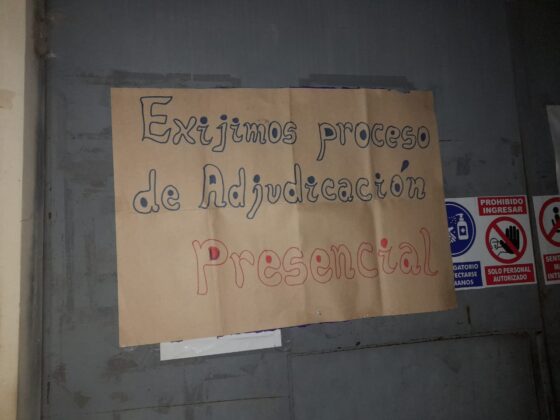 Exijimos proceso
de Adjudicación
Presencial
PROHIBIDO
INGRESAR
SOLO PERSONAL
AUTORIZADO